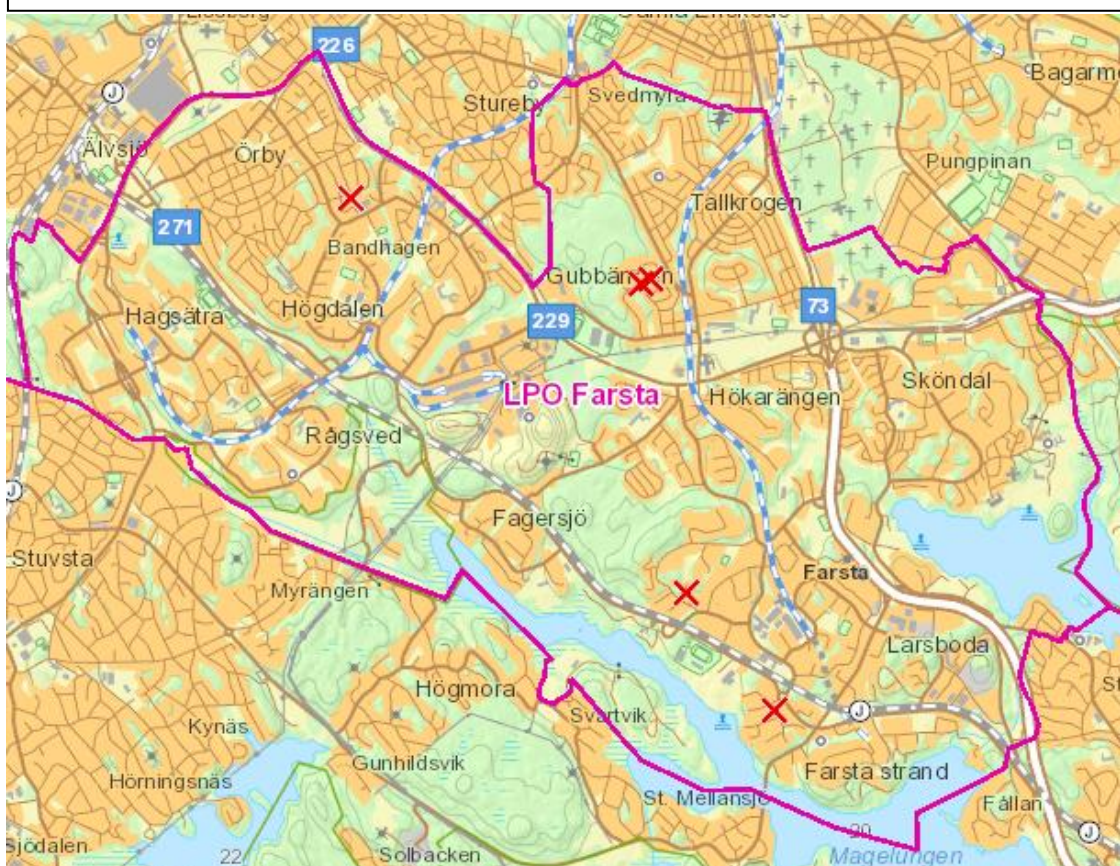 226
Bagarm
Stureby
Svedmyra
J
Älvsjö
Örby
Pungpinan
271
Tallkrogen
Bandhagen
Gubbängen
Hagsätra
Högdalen
229
73
LPO Farsta
Hökarängen
Sköndal
Rågsved
J
Fagersjö
Stuvsta
Myrängen
Farsta
Larsboda
Högmora
Svartvik
J
Kynäs
Gunhildsvik
Hörningsnäs
St. Mellansjö
Farsta strand
Fållan
Sjödalen
22
Solbacken
20
Magelungen
J